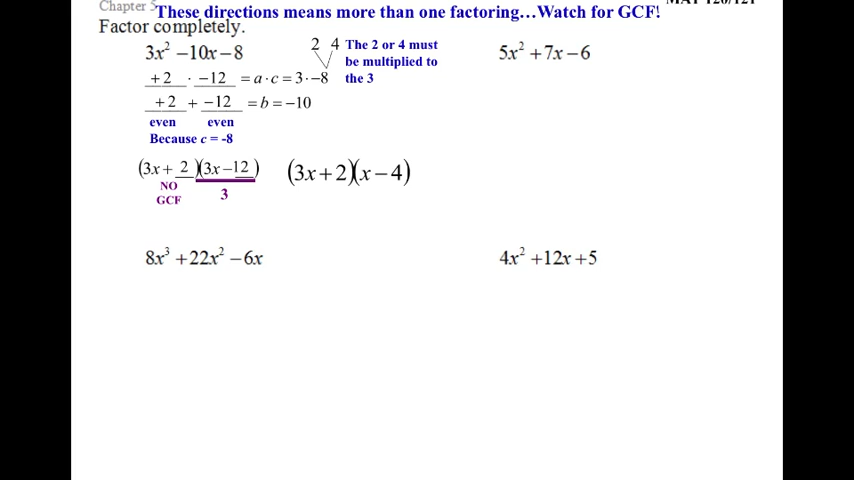 Chapter 5
These directions means more than one factoring…Watch for GCF!
Factor completely.
3x² −10x−8
2 4
The 2 or 4 must
be multiplied to
the 3
+2 · −12 = a·c = 3·−8
+2 + −12 = b = −10
even even
Because c = -8
(3x+ 2 )(3x−12 ) (3x+2)(x−4)
NO
GCF
3
5x² +7x−6
8x³ +22x² −6x
4x² +12x+5